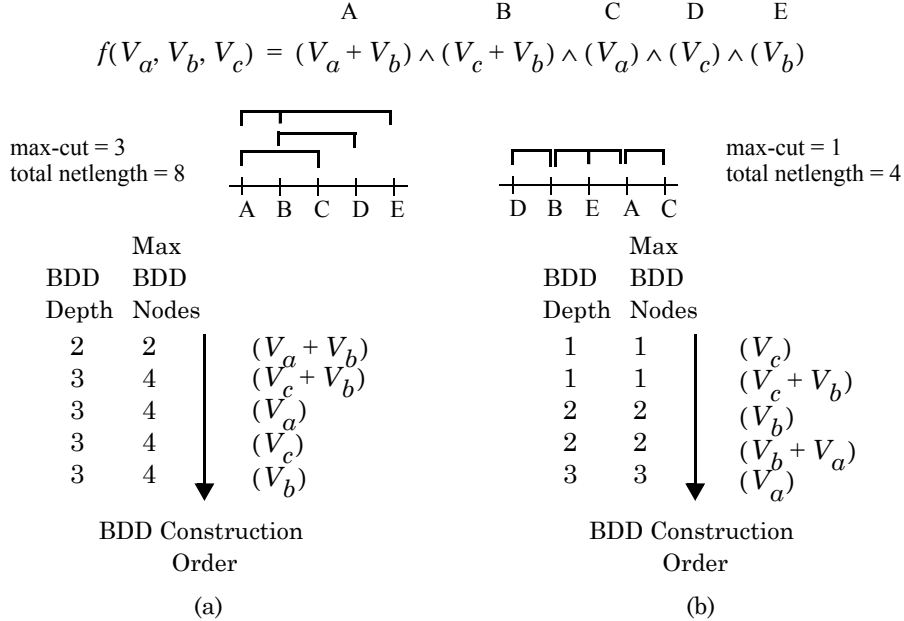 A B C D E
f(V_a, V_b, V_c) = (V_a + V_b) ∧ (V_c + V_b) ∧ (V_a) ∧ (V_c) ∧ (V_b)
max-cut = 3
total netlength = 8
A B C D E
max-cut = 1
total netlength = 4
D B E A C
Max
BDD BDD
Depth Nodes
2 2 (V_a + V_b)
3 4 (V_c + V_b)
3 4 (V_a)
3 4 (V_c)
3 4 (V_b)
BDD Construction
Order
(a)
Max
BDD BDD
Depth Nodes
1 1 (V_c)
1 1 (V_c + V_b)
2 2 (V_b)
2 2 (V_b + V_a)
3 3 (V_a)
BDD Construction
Order
(b)